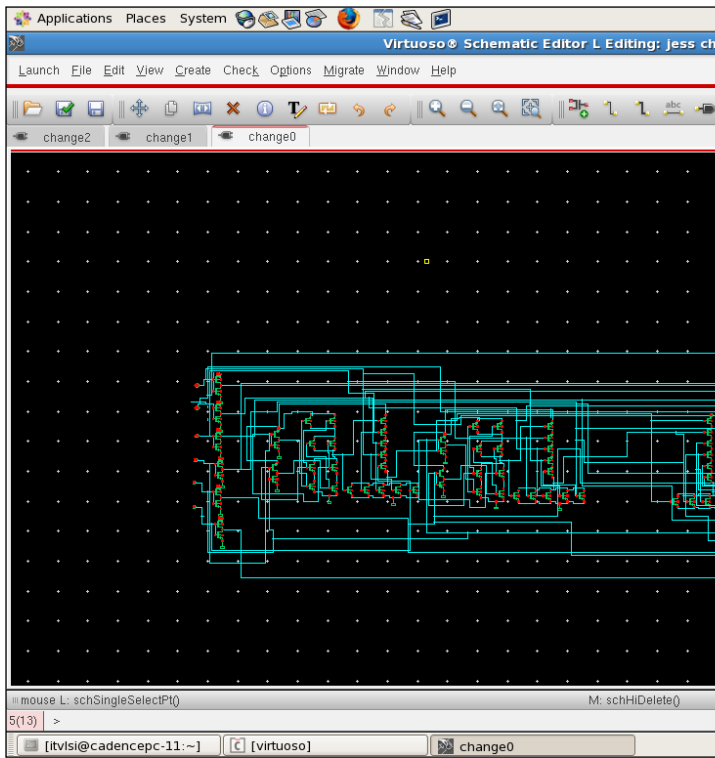 Applications Places System
Virtuoso® Schematic Editor L Editing: jess ch
Launch File Edit View Create Check Options Migrate Window Help
abc
change2 change1 change0
mouse L: schSingleSelectPt() M: schHiDelete()
5(13) >
[itvlsi@cadencepc-11:~] [virtuoso] change0